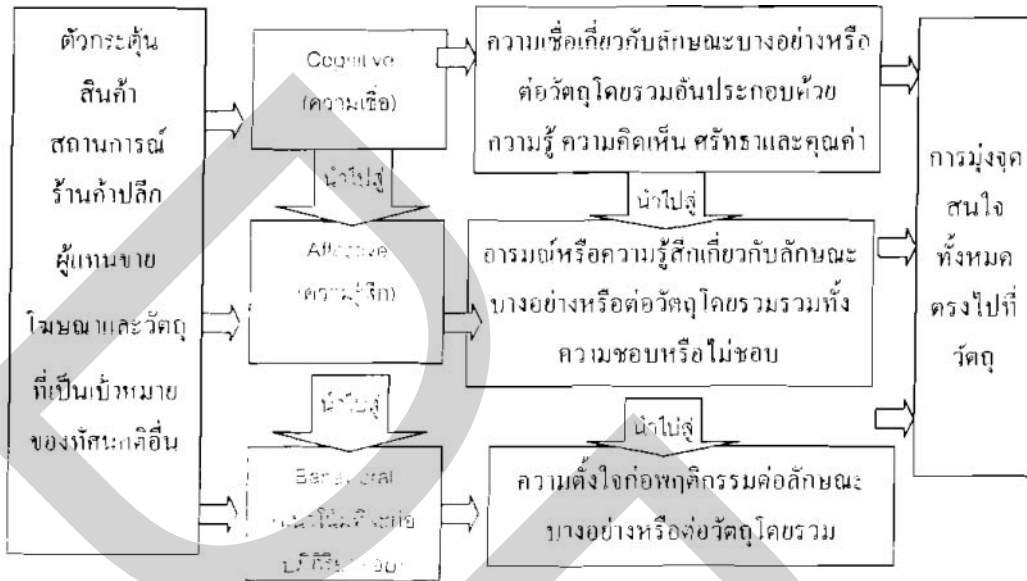 ตัวกระตุ้น
สินค้า
สถานการณ์
ร้านค้าปลีก
ผู้แทนขาย
โฆษณาและวัตถุ
ที่เป็นเป้าหมาย
ของทัศนคติอื่น
Cognitive
(ความเชื่อ)
นำไปสู่
Affective
(ความรู้สึก)
นำไปสู่
Behavioral
ความเชื่อเกี่ยวกับลักษณะบางอย่างหรือ
ต่อวัตถุโดยรวมอันประกอบด้วย
ความรู้ ความคิดเห็น ศรัทธาและคุณค่า
นำไปสู่
อารมณ์หรือความรู้สึกเกี่ยวกับลักษณะ
บางอย่างหรือต่อวัตถุโดยรวมรวมทั้ง
ความชอบหรือไม่ชอบ
นำไปสู่
ความตั้งใจก่อพฤติกรรมต่อลักษณะ
บางอย่างหรือต่อวัตถุโดยรวม
การมุ่งจุด
สนใจ
ทั้งหมด
ตรงไปที่
วัตถุ